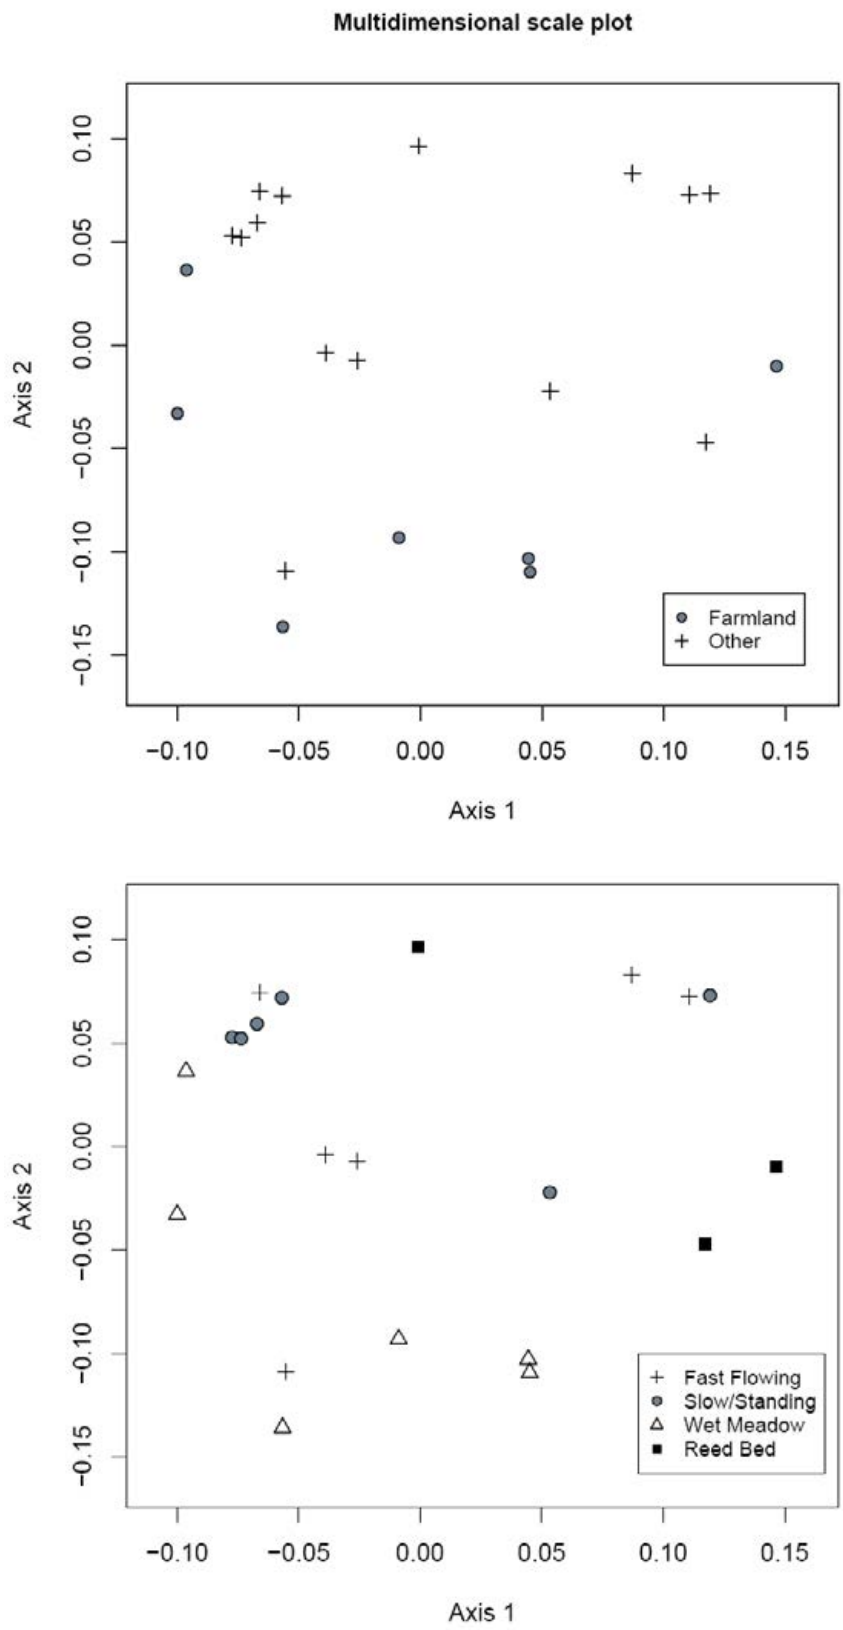 Multidimensional scale plot
0.10
0.05
0.00
−0.05
−0.10
−0.15
Axis 2
Farmland
Other
−0.10 −0.05 0.00 0.05 0.10 0.15
Axis 1
0.10
0.05
0.00
−0.05
−0.10
−0.15
Axis 2
Fast Flowing
Slow/Standing
Wet Meadow
Reed Bed
−0.10 −0.05 0.00 0.05 0.10 0.15
Axis 1